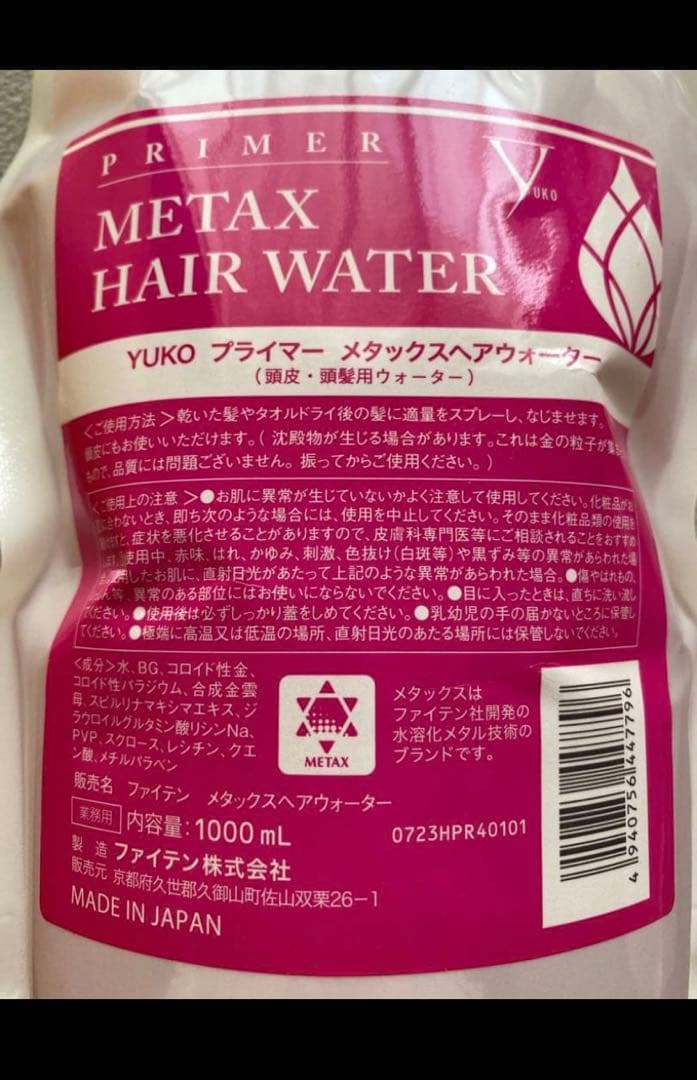 PRIMER
Y
YUKO
METAX
HAIR WATER
YUKO プライマー メタックスヘアウォーター
(頭皮・頭髪用ウォーター)
<ご使用方法>乾いた髪やタオルドライ後の髪に適量をスプレーし、なじませます。
頭皮にもお使いいただけます。( 沈殿物が生じる場合があります。これは金の粒子が
もので、品質には問題ございません。振ってからご使用ください。)
<ご使用上の注意>●お肌に異常が生じていないかよく注意して使用してください。化粧品がお
に合わないとき、即ち次のような場合には、使用を中止してください。そのまま化粧品類の使用を
ますと、症状を悪化させることがありますので、皮膚科専門医等にご相談されることをおすすめ
します。使用中、赤味、はれ、かゆみ、刺激、色抜け(白斑等)や黒ずみ等の異常があらわれた場
したお肌に、直射日光があたって上記のような異常があらわれた場合。●傷やはれもの、
しん等、異常のある部位にはお使いにならないでください。●目に入ったときは、直ちに洗い流し
てください。●使用後は必ずしっかり蓋をしめてください。●乳幼児の手の届かないところに保管し
てください。●極端に高温又は低温の場所、直射日光のあたる場所には保管しないでください。
<成分>水、BG、コロイド性金、
コロイド性パラジウム、合成金雲
母、スピルリナマキシマエキス、ジ
ラウロイルグルタミン酸リシンNa、
PVP、スクロース、レシチン、クエ
ン酸、メチルパラベン
METAX
メタックスは
ファイテン社開発の
水溶化メタル技術の
ブランドです。
販売名 ファイテン メタックスヘアウォーター
業務用 内容量:1000mL
0723HPR40101
製造
販売元 ファイテン株式会社
京都府久世郡久御山町佐山双栗26-1
MADE IN JAPAN
4 940756 447796